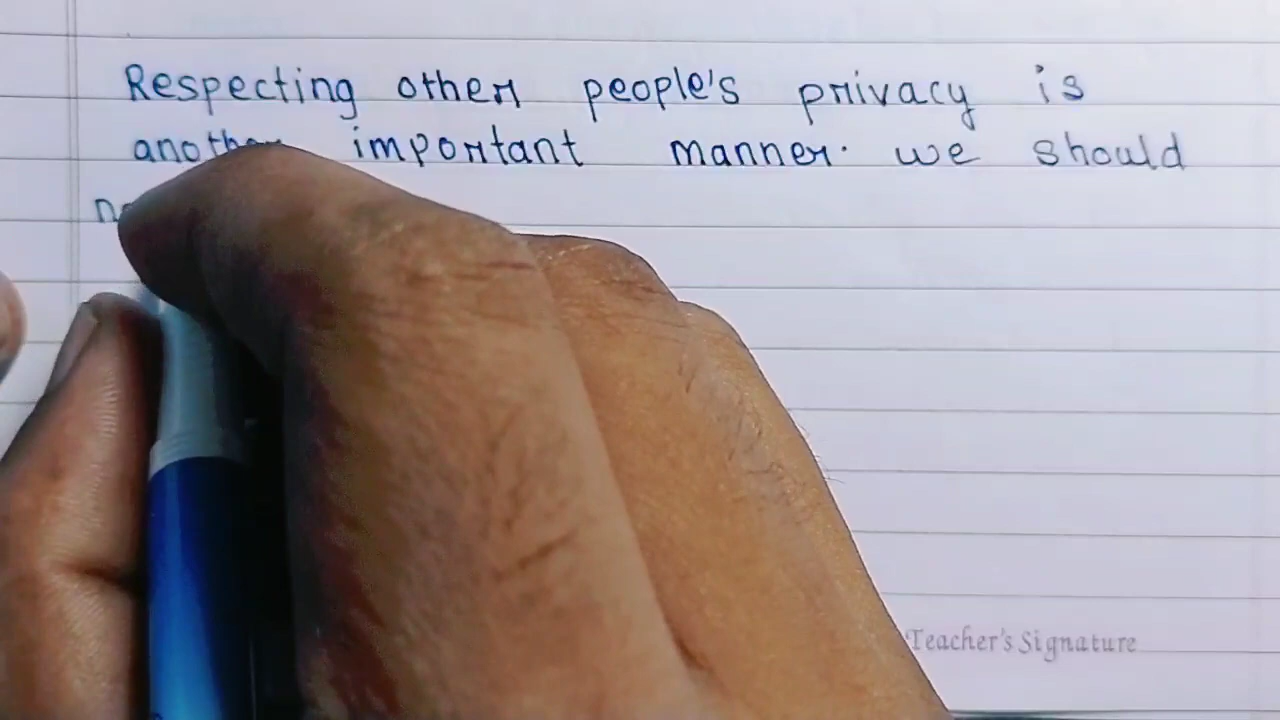 Respecting other people's privacy is
another important manner. we should
Teacher's Signature